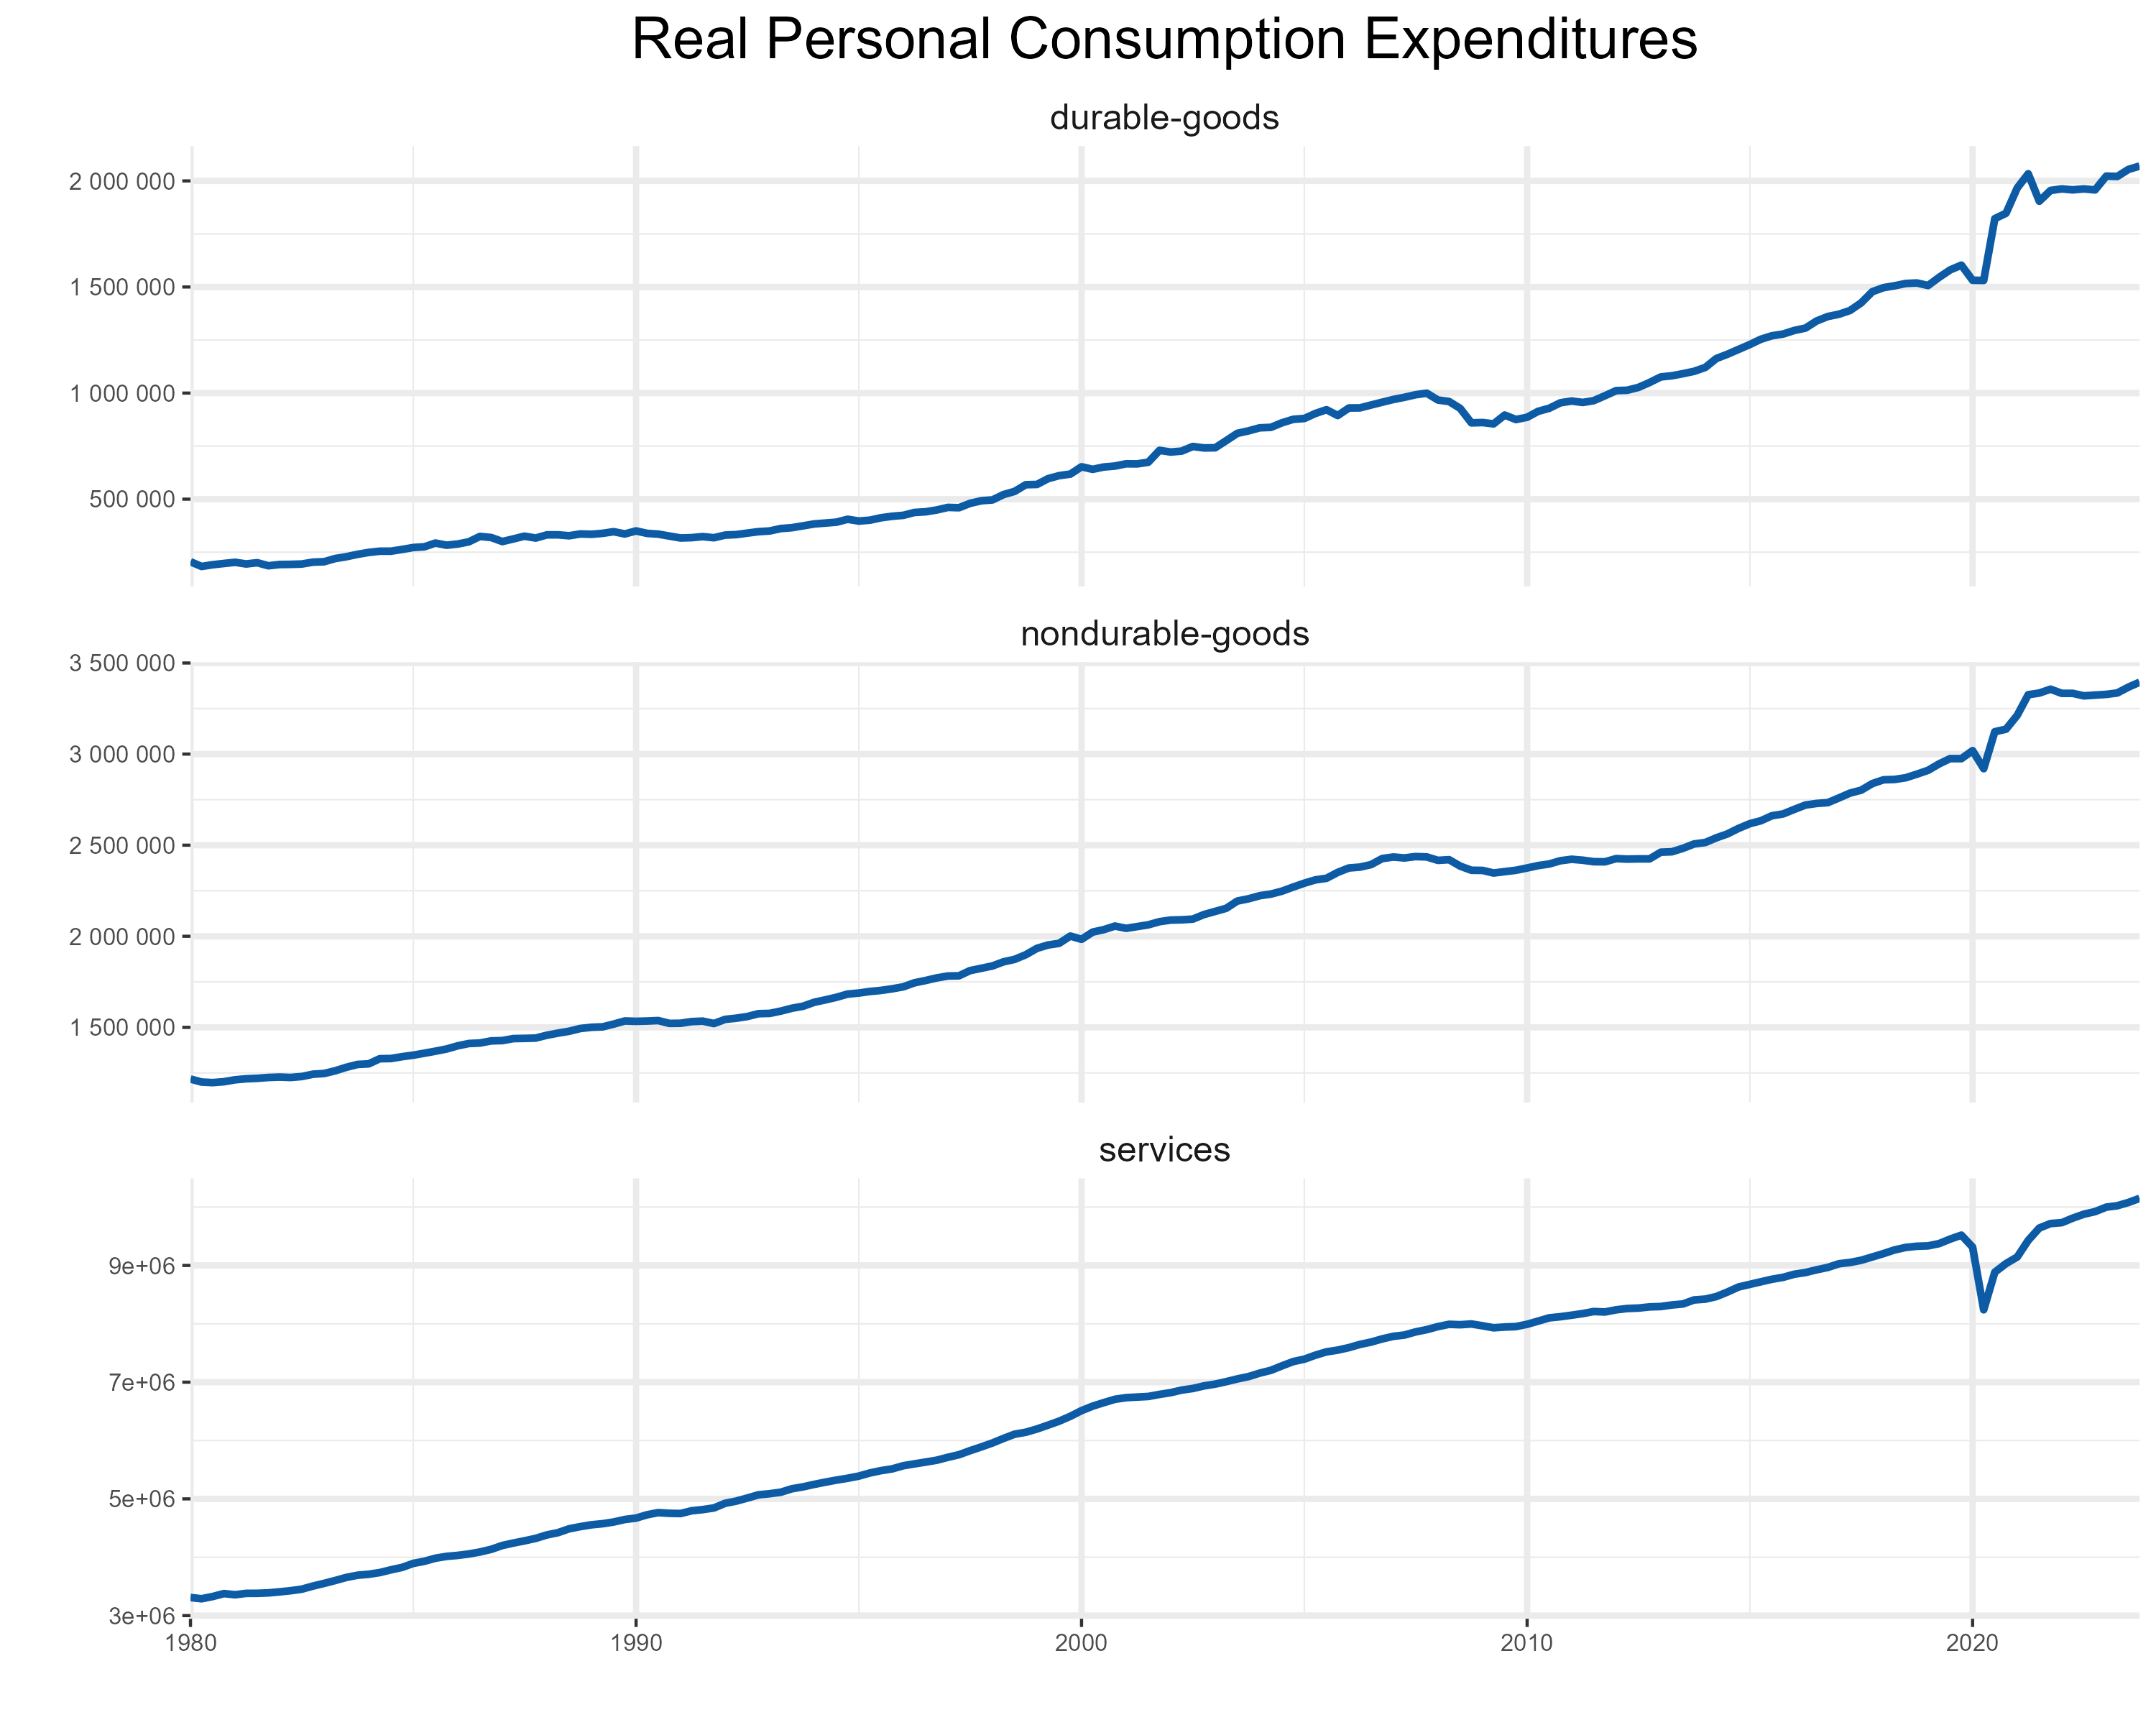 Real Personal Consumption Expenditures
durable-goods
2 000 000
1 500 000
1 000 000
500 000
nondurable-goods
3 500 000
3 000 000
2 500 000
2 000 000
1 500 000
services
9e+06
7e+06
5e+06
3e+06
1980 1990 2000 2010 2020